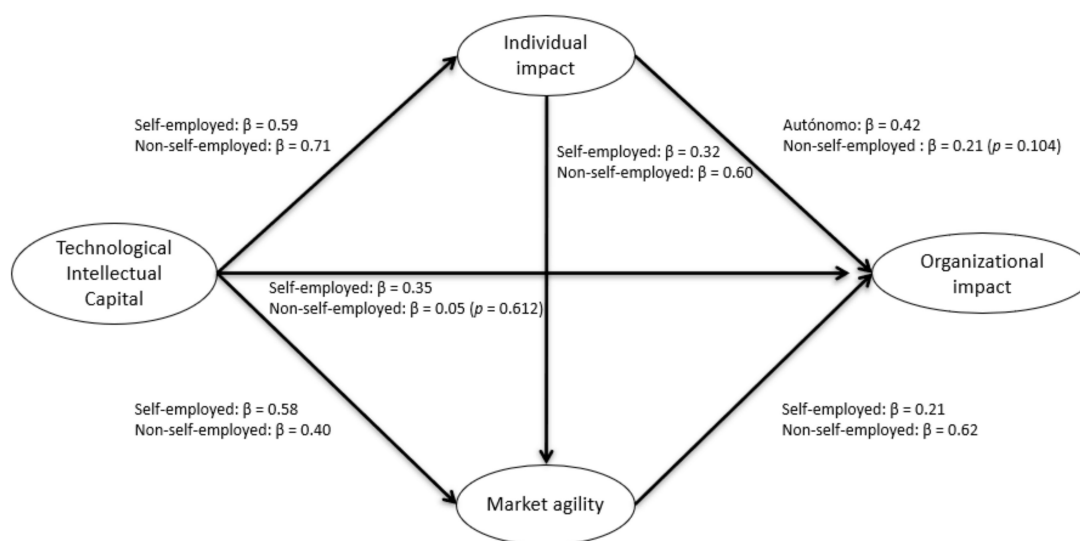 Individual
impact
Self-employed: β = 0.59
Non-self-employed: β = 0.71
Self-employed: β = 0.32
Non-self-employed: β = 0.60
Autónomo: β = 0.42
Non-self-employed : β = 0.21 (p = 0.104)
Technological
Intellectual
Capital
Self-employed: β = 0.35
Non-self-employed: β = 0.05 (p = 0.612)
Organizational
impact
Self-employed: β = 0.58
Non-self-employed: β = 0.40
Self-employed: β = 0.21
Non-self-employed: β = 0.62
Market agility